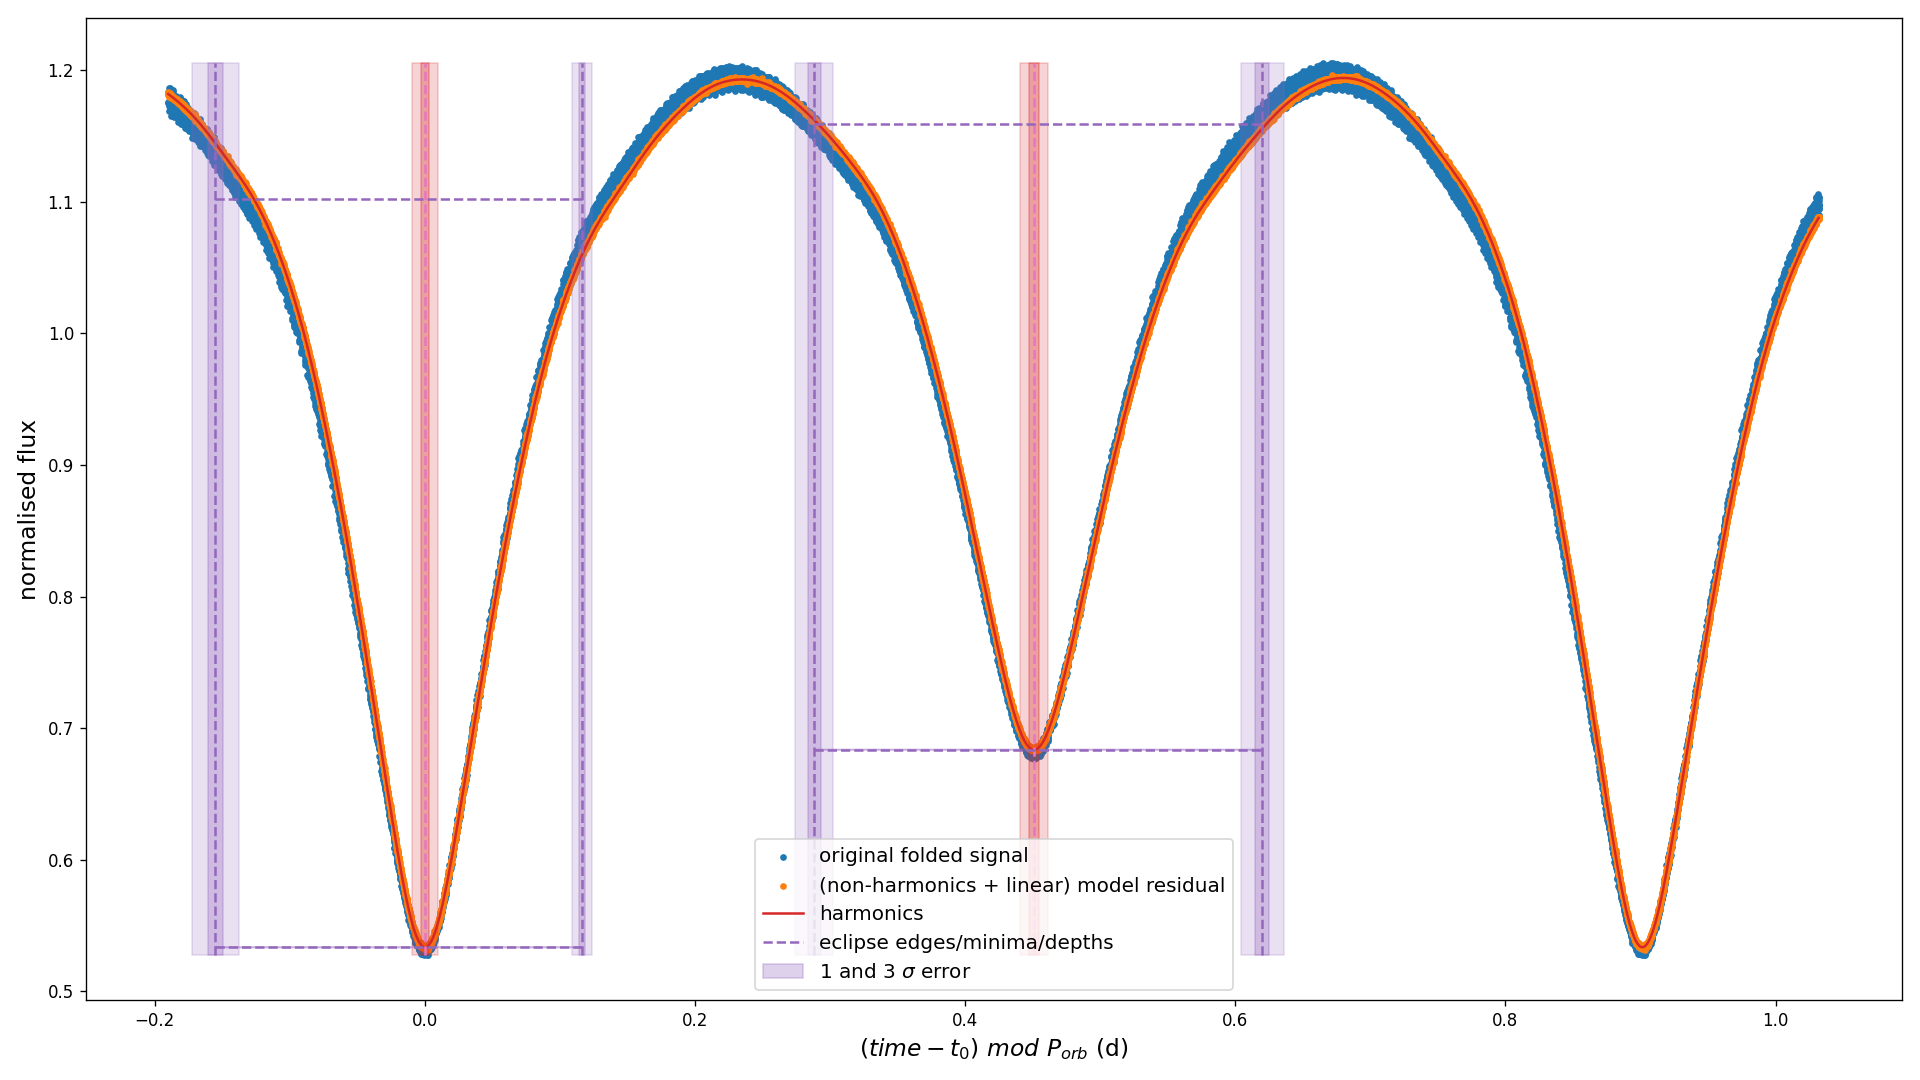 normalised flux
1.2
1.1
1.0
0.9
0.8
0.7
0.6
0.5
original folded signal
(non-harmonics + linear) model residual
harmonics
eclipse edges/minima/depths
1 and 3 σ error
−0.2
0.0
0.2
0.4
0.6
0.8
1.0
(time − t₀) mod P_orb (d)